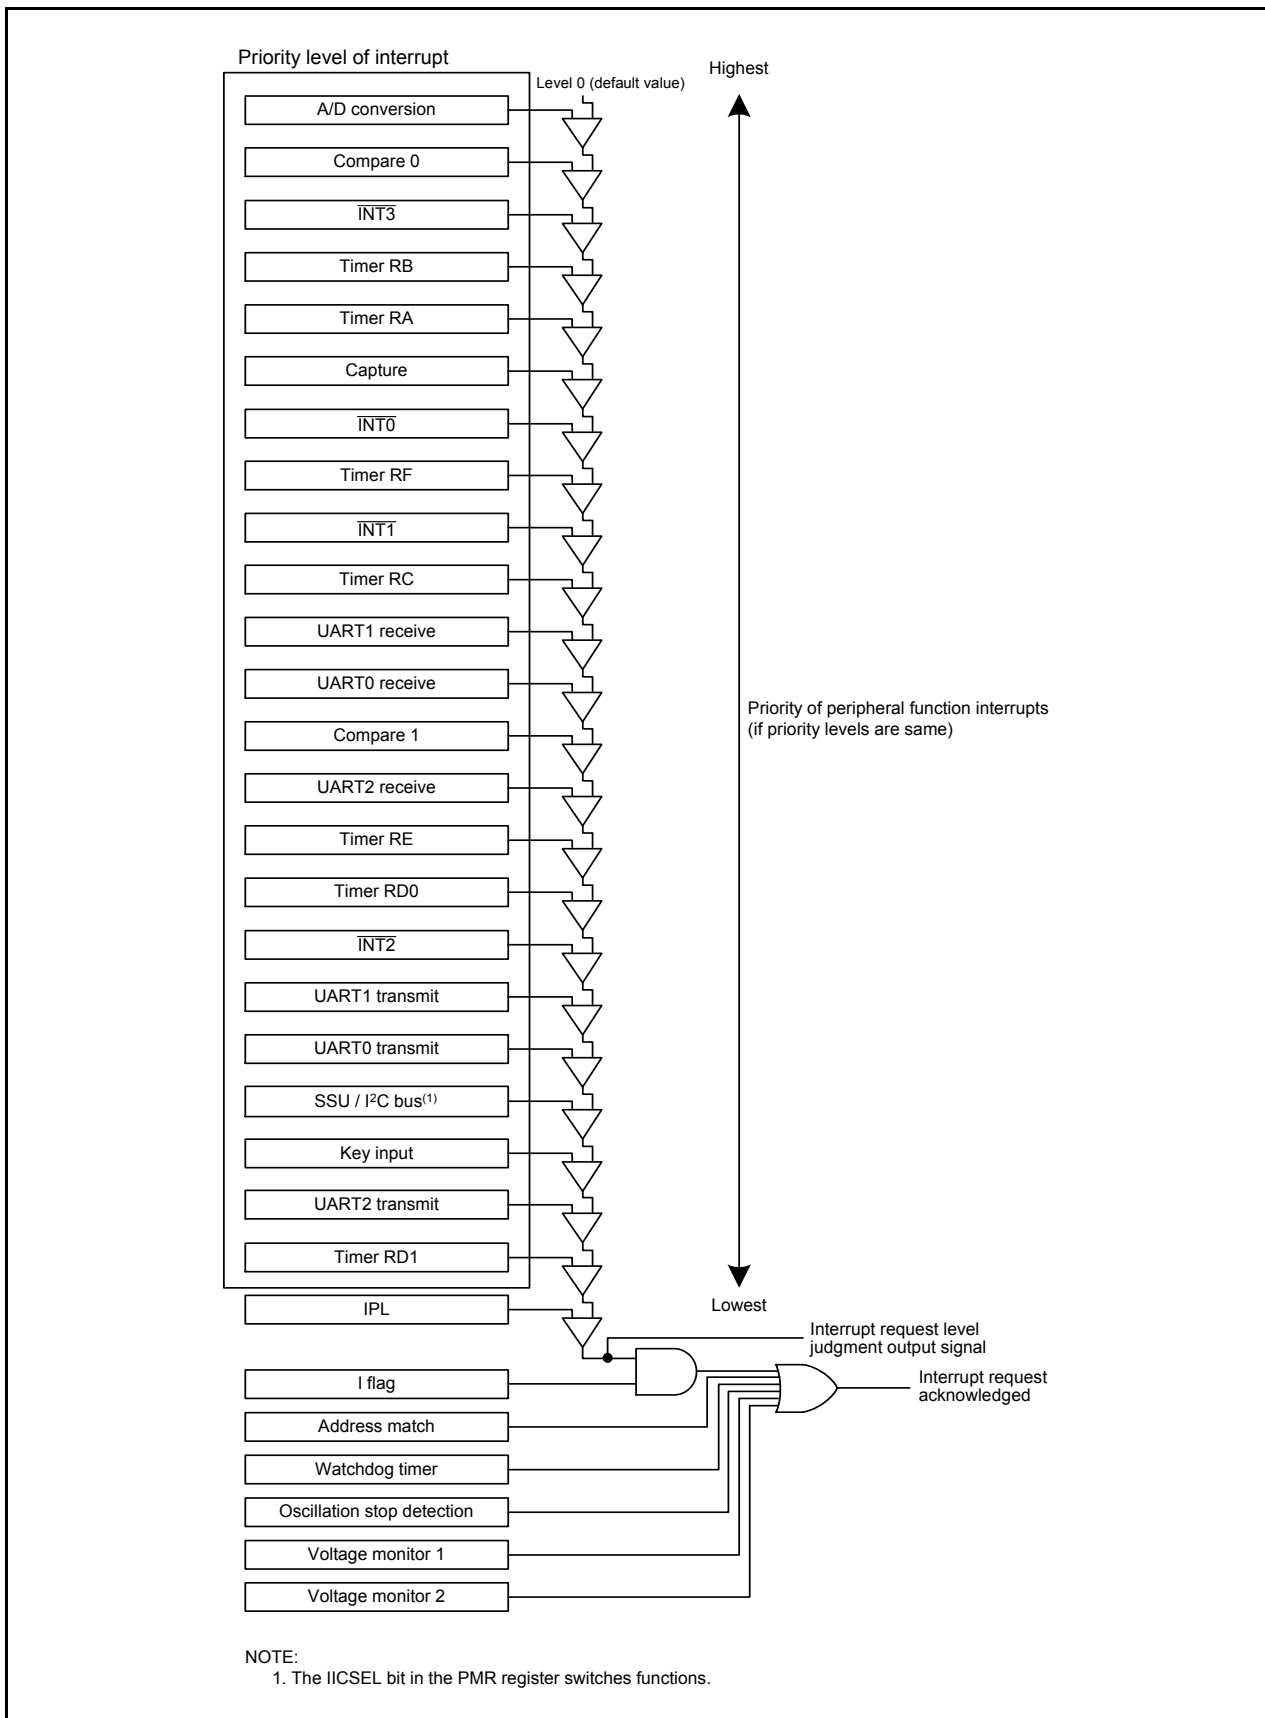 Priority level of interrupt
Level 0 (default value)
Highest
A/D conversion
Compare 0
INT3
Timer RB
Timer RA
Capture
INT0
Timer RF
INT1
Timer RC
UART1 receive
UART0 receive
Compare 1
UART2 receive
Timer RE
Timer RD0
INT2
UART1 transmit
UART0 transmit
SSU / I²C bus(1)
Key input
UART2 transmit
Timer RD1
Priority of peripheral function interrupts
(if priority levels are same)
Lowest
IPL
Interrupt request level
judgment output signal
I flag
Interrupt request
acknowledged
Address match
Watchdog timer
Oscillation stop detection
Voltage monitor 1
Voltage monitor 2
NOTE:
1. The IICSEL bit in the PMR register switches functions.